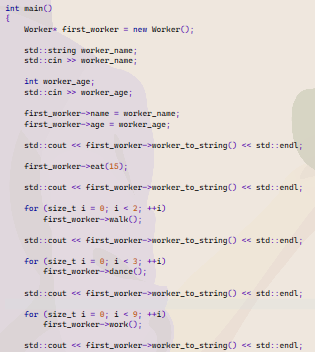 int main()
{
    Worker* first_worker = new Worker();

    std::string worker_name;
    std::cin >> worker_name;

    int worker_age;
    std::cin >> worker_age;

    first_worker->name = worker_name;
    first_worker->age = worker_age;

    std::cout << first_worker->worker_to_string() << std::endl;

    first_worker->eat(15);

    std::cout << first_worker->worker_to_string() << std::endl;

    for (size_t i = 0; i < 2; ++i)
        first_worker->walk();

    std::cout << first_worker->worker_to_string() << std::endl;

    for (size_t i = 0; i < 3; ++i)
        first_worker->dance();

    std::cout << first_worker->worker_to_string() << std::endl;

    for (size_t i = 0; i < 9; ++i)
        first_worker->work();

    std::cout << first_worker->worker_to_string() << std::endl;